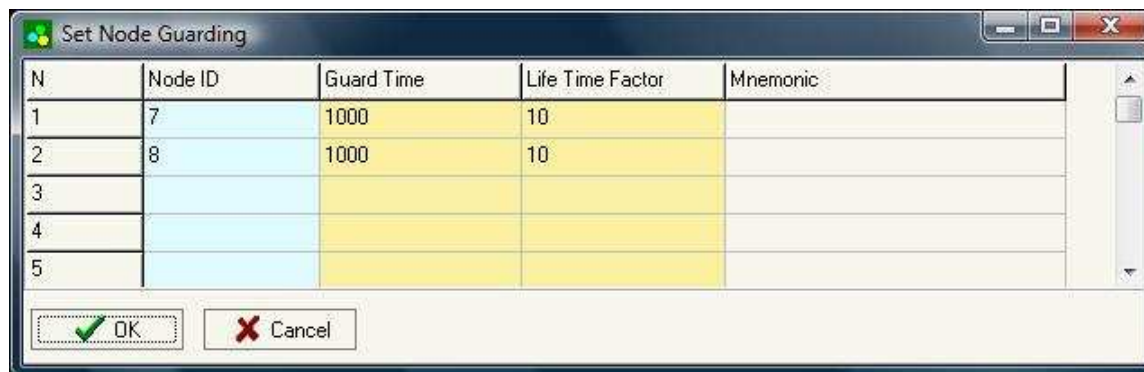 Set Node Guarding
N Node ID Guard Time Life Time Factor Mnemonic
1 7 1000 10
2 8 1000 10
3
4
5
OK Cancel